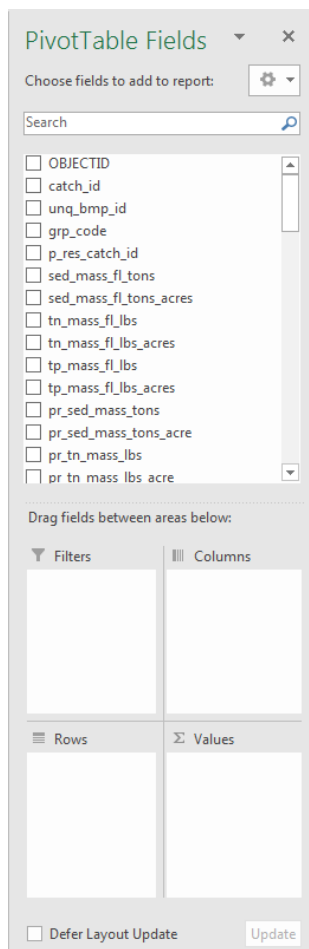 PivotTable Fields
Choose fields to add to report:
Search
OBJECTID
catch_id
unq_bmp_id
grp_code
p_res_catch_id
sed_mass_fl_tons
sed_mass_fl_tons_acres
tn_mass_fl_lbs
tn_mass_fl_lbs_acres
tp_mass_fl_lbs
tp_mass_fl_lbs_acres
pr_sed_mass_tons
pr_sed_mass_tons_acre
pr_tn_mass_lbs
pr_tn_mass_lbs_acre
Drag fields between areas below:
Filters
Columns
Rows
Σ Values
Defer Layout Update
Update